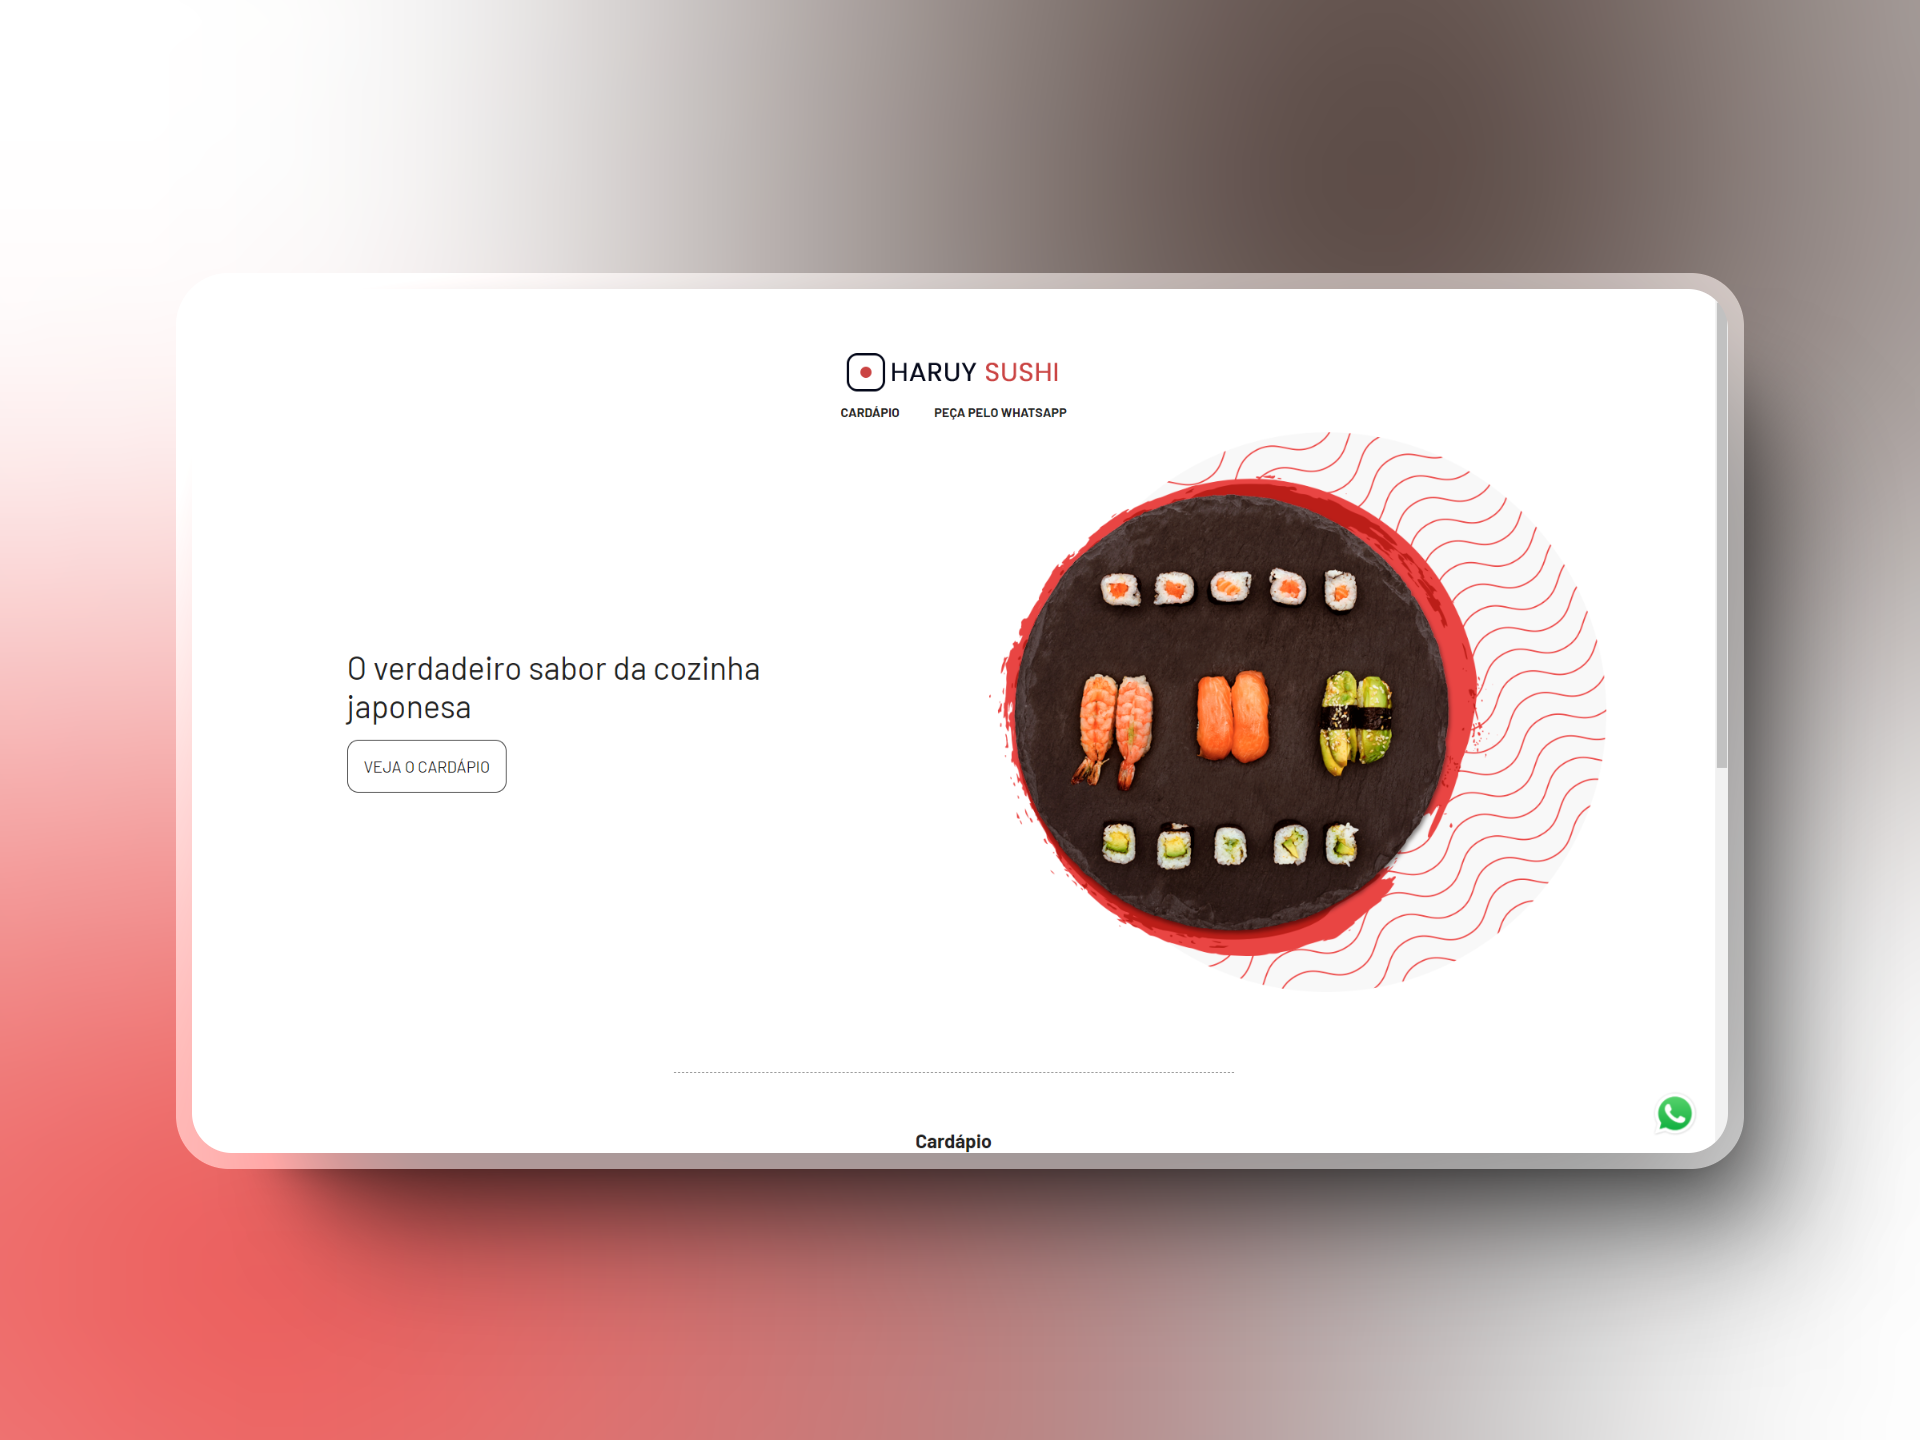 HARUY SUSHI
CARDÁPIO PEÇA PELO WHATSAPP
O verdadeiro sabor da cozinha
japonesa
VEJA O CARDÁPIO
Cardápio